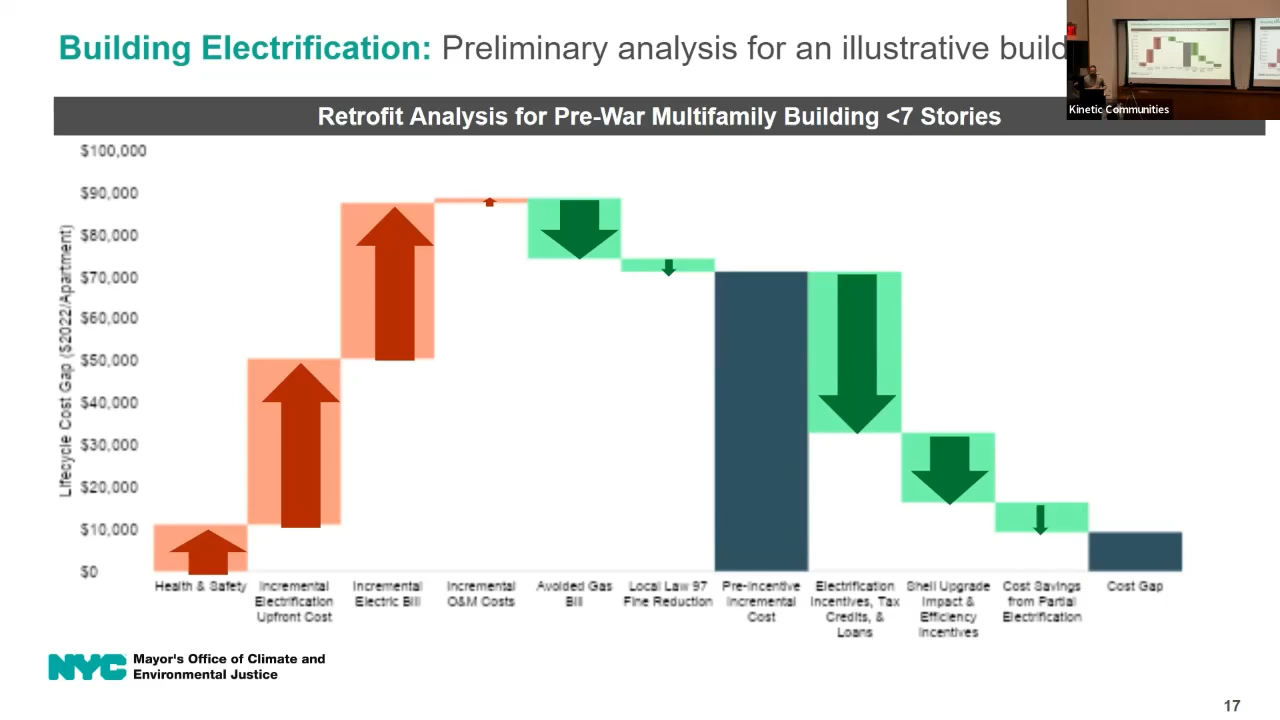 Building Electrification: Preliminary analysis for an illustrative build
Kinetic Communities
Retrofit Analysis for Pre-War Multifamily Building <7 Stories
Lifecycle Cost Gap ($2022/Apartment)
$100,000
$90,000
$80,000
$70,000
$60,000
$50,000
$40,000
$30,000
$20,000
$10,000
$0
Health & Safety
Incremental
Electrification
Upfront Cost
Incremental
Electric Bill
Incremental
O&M Costs
Avoided Gas
Bill
Local Law 97
Fine Reduction
Pre-Incentive
Incremental
Cost
Electrification
Incentives, Tax
Credits, &
Loans
Shell Upgrade
Impact &
Efficiency
Incentives
Cost Savings
from Partial
Electrification
Cost Gap
NYC
Mayor's Office of Climate and
Environmental Justice
17